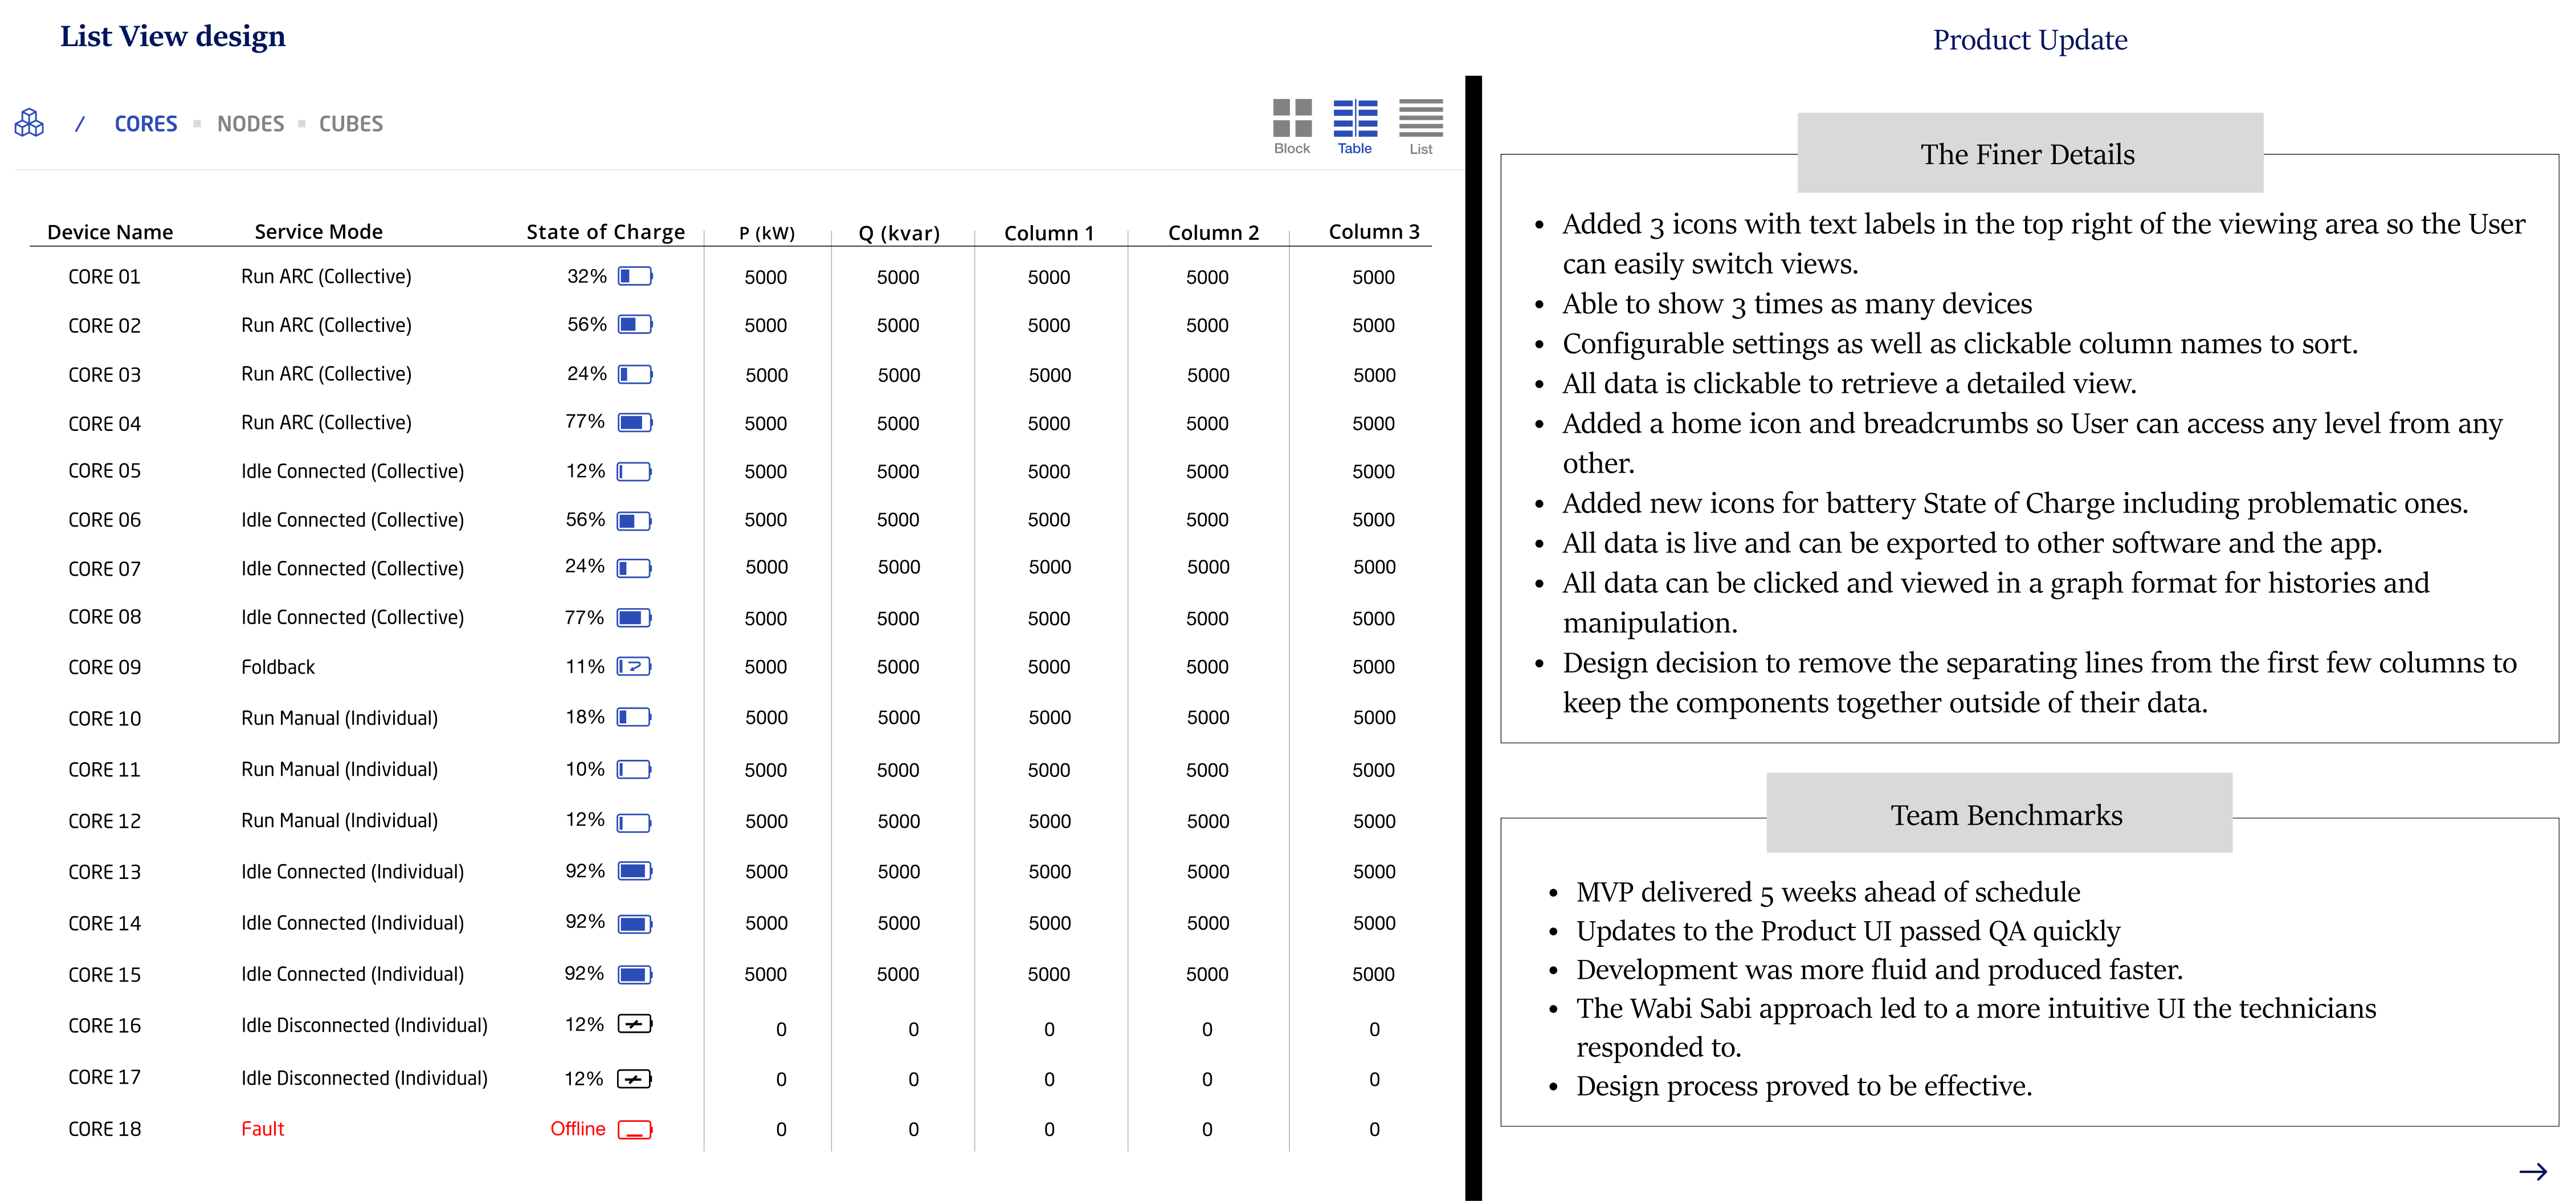 List View design
Product Update
/ CORES NODES CUBES
Block Table List
Device Name Service Mode State of Charge P (kW) Q (kvar) Column 1 Column 2 Column 3
CORE 01 Run ARC (Collective) 32% 5000 5000 5000 5000 5000
CORE 02 Run ARC (Collective) 56% 5000 5000 5000 5000 5000
CORE 03 Run ARC (Collective) 24% 5000 5000 5000 5000 5000
CORE 04 Run ARC (Collective) 77% 5000 5000 5000 5000 5000
CORE 05 Idle Connected (Collective) 12% 5000 5000 5000 5000 5000
CORE 06 Idle Connected (Collective) 56% 5000 5000 5000 5000 5000
CORE 07 Idle Connected (Collective) 24% 5000 5000 5000 5000 5000
CORE 08 Idle Connected (Collective) 77% 5000 5000 5000 5000 5000
CORE 09 Foldback 11% 5000 5000 5000 5000 5000
CORE 10 Run Manual (Individual) 18% 5000 5000 5000 5000 5000
CORE 11 Run Manual (Individual) 10% 5000 5000 5000 5000 5000
CORE 12 Run Manual (Individual) 12% 5000 5000 5000 5000 5000
CORE 13 Idle Connected (Individual) 92% 5000 5000 5000 5000 5000
CORE 14 Idle Connected (Individual) 92% 5000 5000 5000 5000 5000
CORE 15 Idle Connected (Individual) 92% 5000 5000 5000 5000 5000
CORE 16 Idle Disconnected (Individual) 12% 0 0 0 0 0
CORE 17 Idle Disconnected (Individual) 12% 0 0 0 0 0
CORE 18 Fault Offline 0 0 0 0 0
The Finer Details
• Added 3 icons with text labels in the top right of the viewing area so the User
can easily switch views.
• Able to show 3 times as many devices
• Configurable settings as well as clickable column names to sort.
• All data is clickable to retrieve a detailed view.
• Added a home icon and breadcrumbs so User can access any level from any
other.
• Added new icons for battery State of Charge including problematic ones.
• All data is live and can be exported to other software and the app.
• All data can be clicked and viewed in a graph format for histories and
manipulation.
• Design decision to remove the separating lines from the first few columns to
keep the components together outside of their data.
Team Benchmarks
• MVP delivered 5 weeks ahead of schedule
• Updates to the Product UI passed QA quickly
• Development was more fluid and produced faster.
• The Wabi Sabi approach led to a more intuitive UI the technicians
responded to.
• Design process proved to be effective.